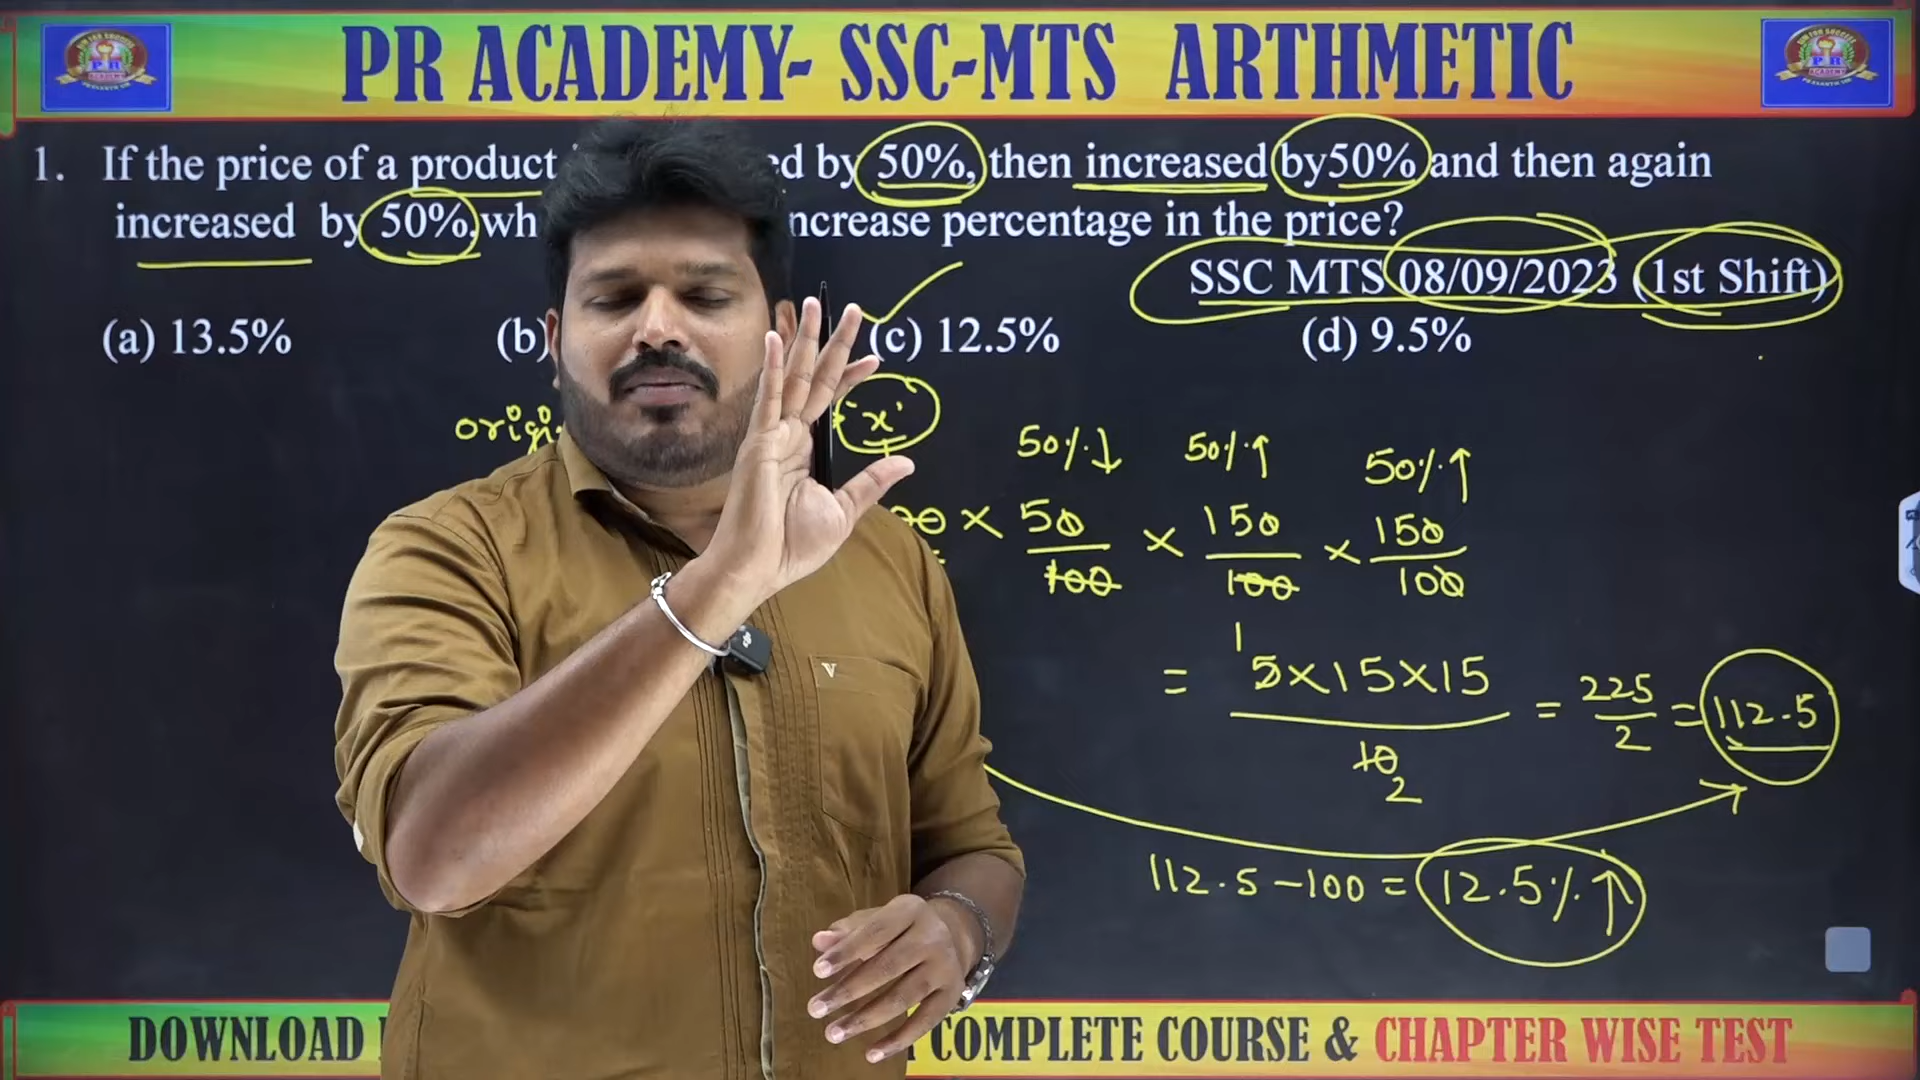 PR ACADEMY- SSC-MTS ARTHMETIC
1. If the price of a product by 50%, then increased by50% and then again
increased by 50%. increase percentage in the price?
SSC MTS 08/09/2023 (1st Shift)
(a) 13.5% (b) (c) 12.5% (d) 9.5%
'x'
50%↓ 50%↑ 50%↑
× 50/100 × 150/100 × 150/100
= 5×15×15/10 = 225/2 = 112.5
1
2
112.5-100 = 12.5%↑
DOWNLOAD COMPLETE COURSE & CHAPTER WISE TEST